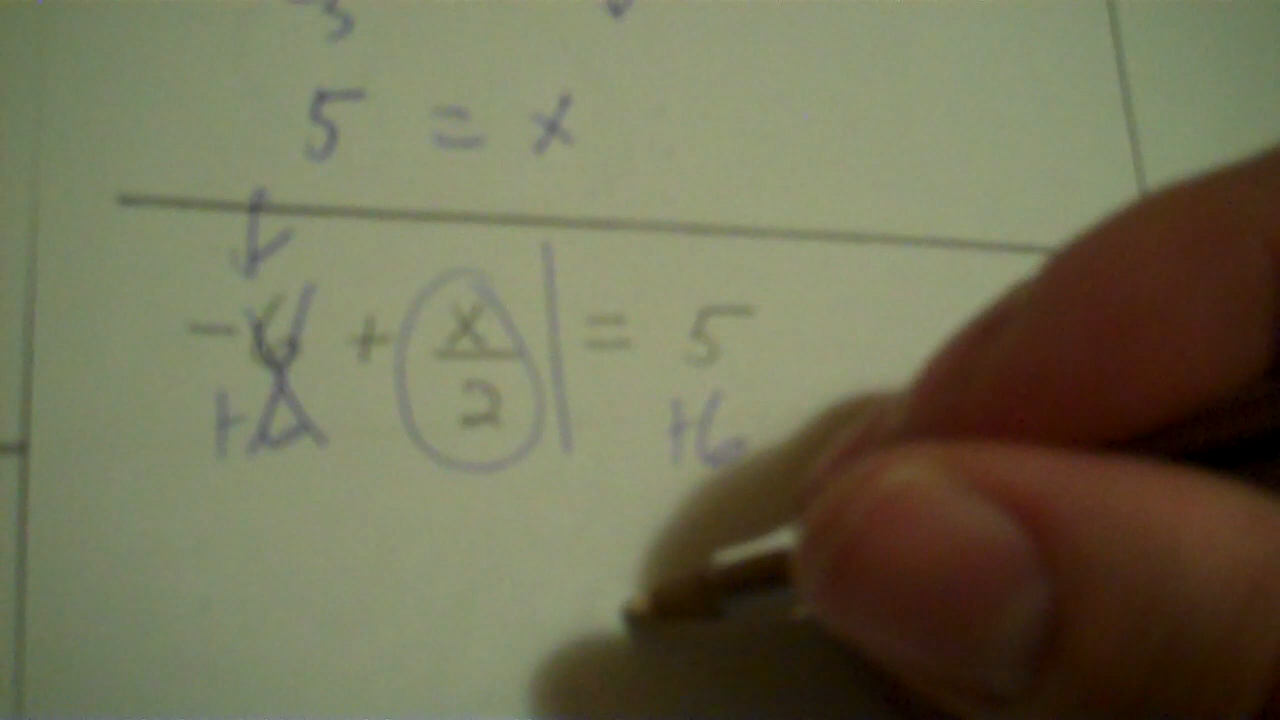 5 = x
-6 + x/2 = 5
+6 +6